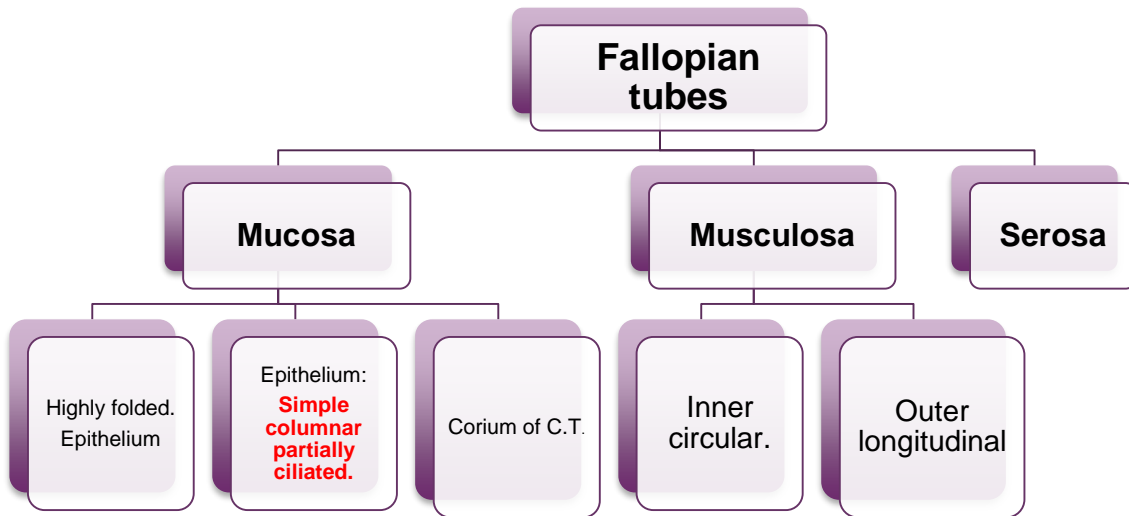 Fallopian
tubes
Mucosa
Musculosa
Serosa
Highly folded.
Epithelium
Epithelium:
Simple
columnar
partially
ciliated.
Corium of C.T.
Inner
circular.
Outer
longitudinal